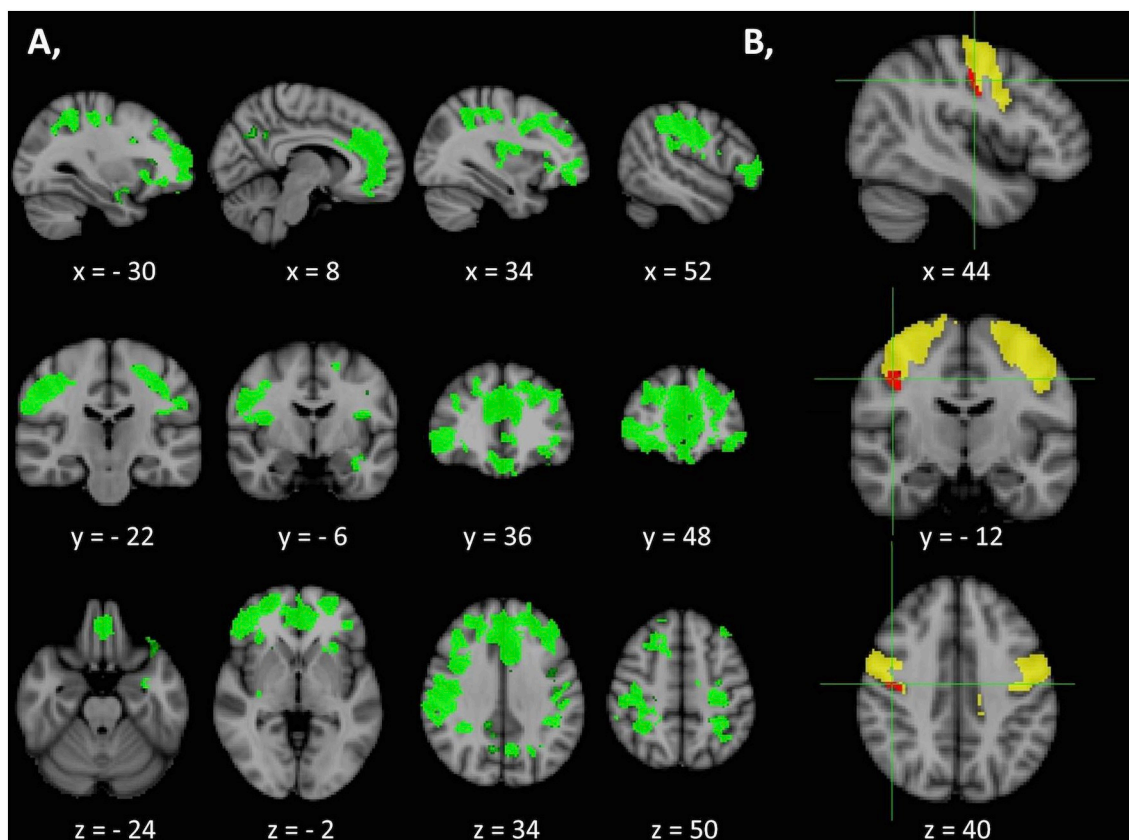 A,
B,
x = - 30
x = 8
x = 34
x = 52
x = 44
y = - 22
y = - 6
y = 36
y = 48
y = - 12
z = - 24
z = - 2
z = 34
z = 50
z = 40